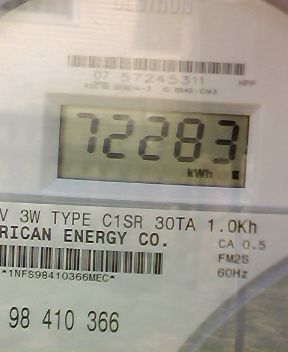 07 57245311
72283
kWh
V 3W TYPE C1SR 30TA 1.0Kh
RICAN ENERGY CO.
CA 0.5
FM2S
*1NFS98410366MEC*
60Hz
98 410 366